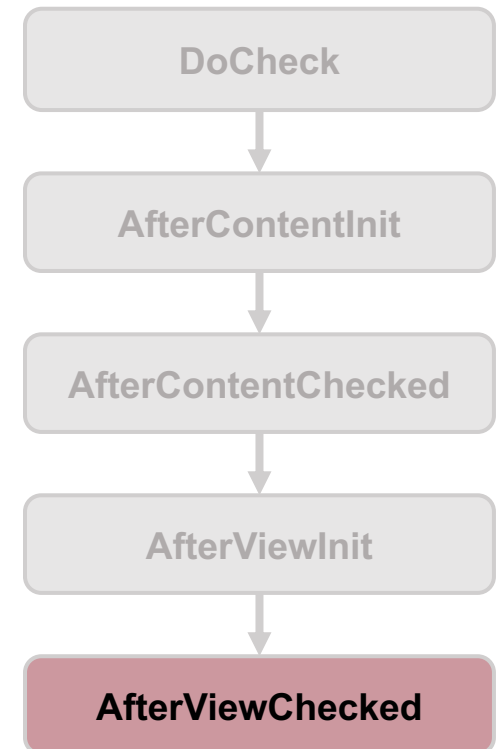 DoCheck
AfterContentInit
AfterContentChecked
AfterViewInit
AfterViewChecked